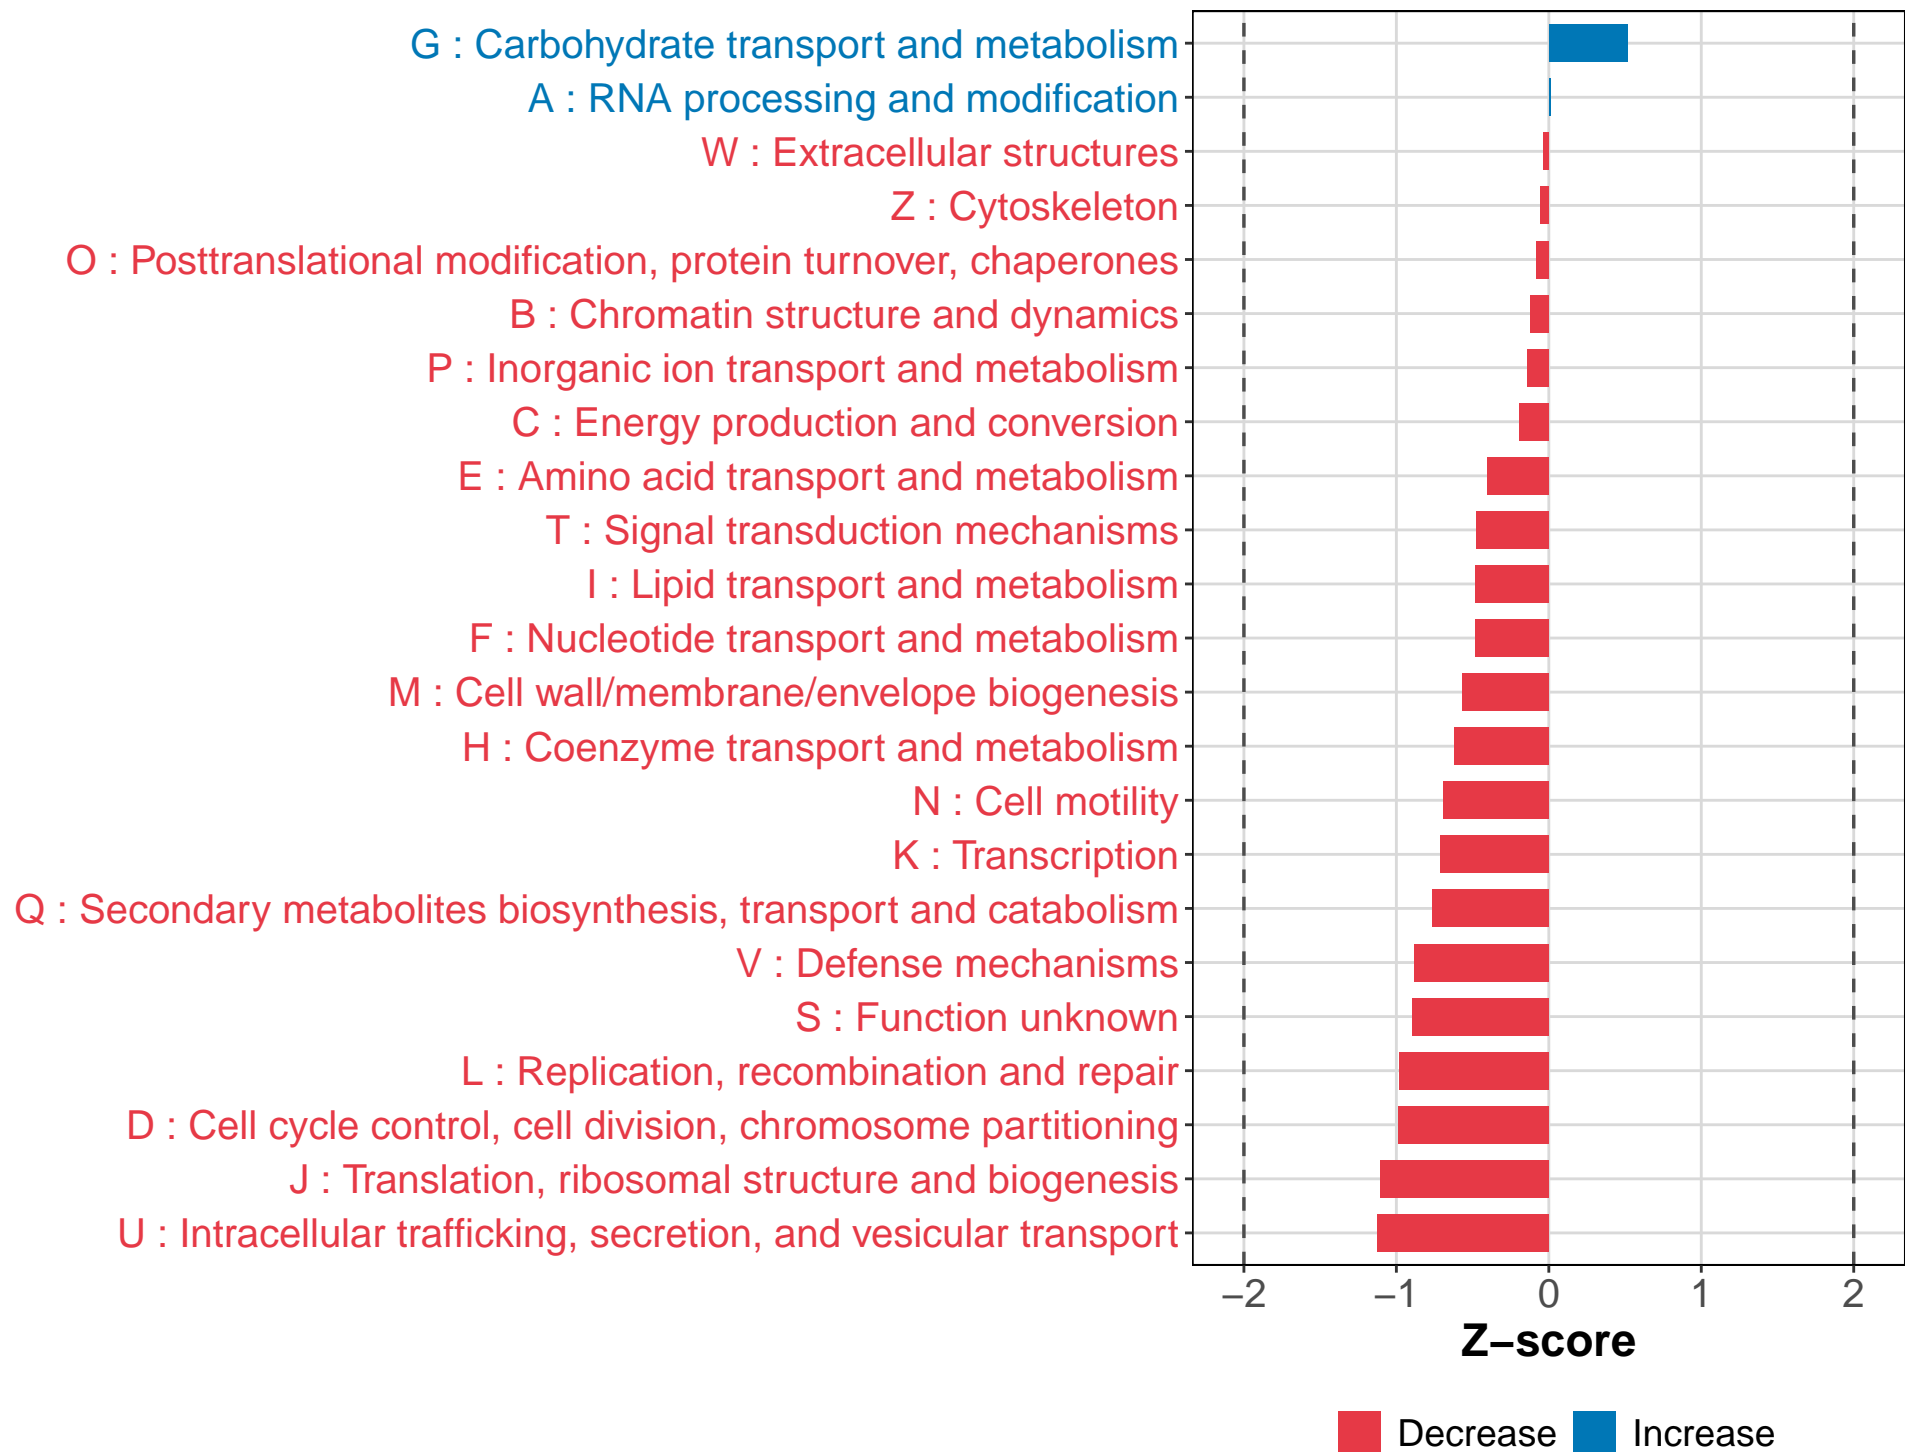 G : Carbohydrate transport and metabolism
A : RNA processing and modification
W : Extracellular structures
Z : Cytoskeleton
O : Posttranslational modification, protein turnover, chaperones
B : Chromatin structure and dynamics
P : Inorganic ion transport and metabolism
C : Energy production and conversion
E : Amino acid transport and metabolism
T : Signal transduction mechanisms
I : Lipid transport and metabolism
F : Nucleotide transport and metabolism
M : Cell wall/membrane/envelope biogenesis
H : Coenzyme transport and metabolism
N : Cell motility
K : Transcription
Q : Secondary metabolites biosynthesis, transport and catabolism
V : Defense mechanisms
S : Function unknown
L : Replication, recombination and repair
D : Cell cycle control, cell division, chromosome partitioning
J : Translation, ribosomal structure and biogenesis
U : Intracellular trafficking, secretion, and vesicular transport
−2 −1 0 1 2
Z−score
Decrease Increase